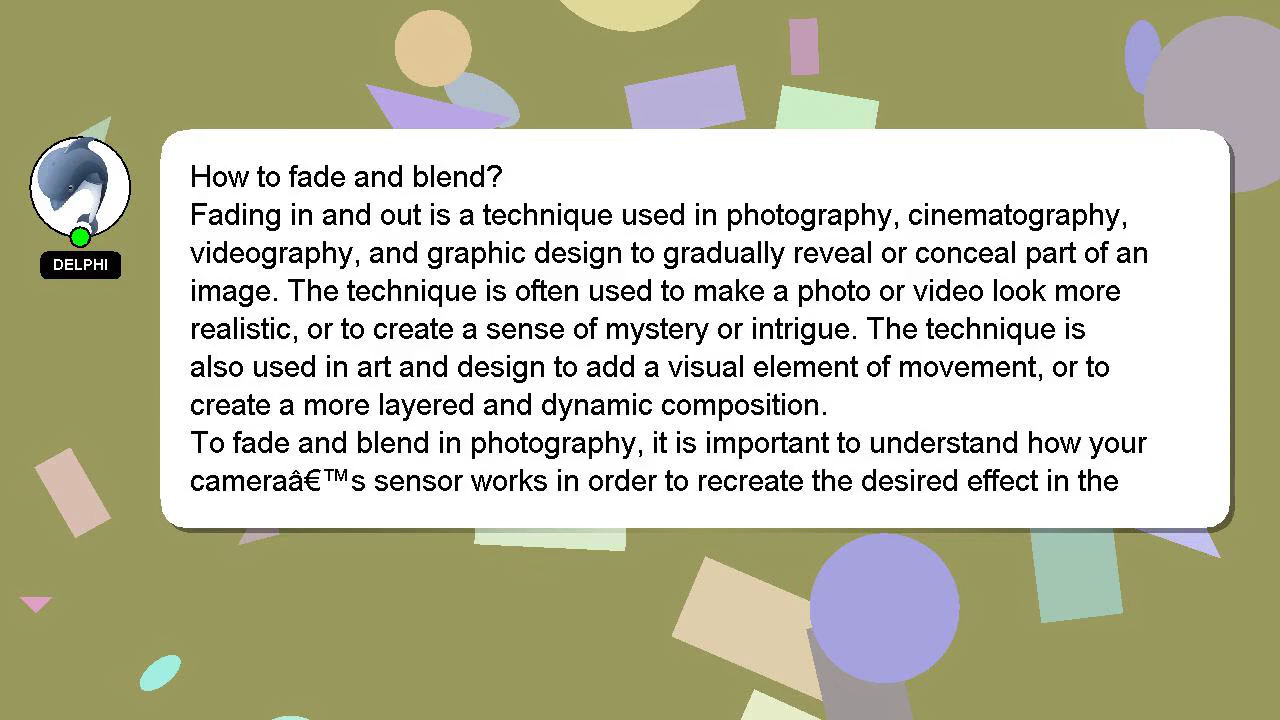 DELPHI
How to fade and blend?
Fading in and out is a technique used in photography, cinematography,
videography, and graphic design to gradually reveal or conceal part of an
image. The technique is often used to make a photo or video look more
realistic, or to create a sense of mystery or intrigue. The technique is
also used in art and design to add a visual element of movement, or to
create a more layered and dynamic composition.
To fade and blend in photography, it is important to understand how your
cameraâ€™s sensor works in order to recreate the desired effect in the